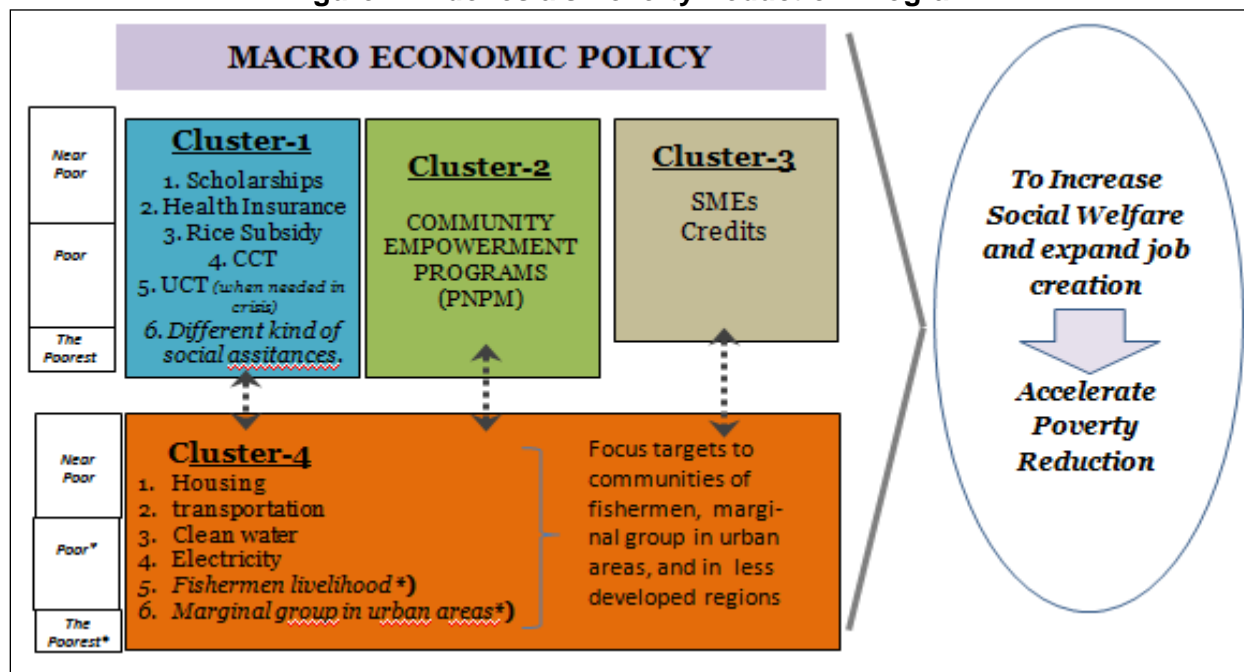 MACRO ECONOMIC POLICY
Near
Poor
Poor
The
Poorest
Cluster-1
1. Scholarships
2. Health Insurance
3. Rice Subsidy
4. CCT
5. UCT (when needed in
crisis)
6. Different kind of
social assitances.
Cluster-2
COMMUNITY
EMPOWERMENT
PROGRAMS
(PNPM)
Cluster-3
SMEs
Credits
Near
Poor
Poor*
The
Poorest*
Cluster-4
1. Housing
2. transportation
3. Clean water
4. Electricity
5. Fishermen livelihood *)
6. Marginal group in urban areas*)
Focus targets to
communities of
fishermen, margi-
nal group in urban
areas, and in less
developed regions
To Increase
Social Welfare
and expand job
creation
Accelerate
Poverty
Reduction